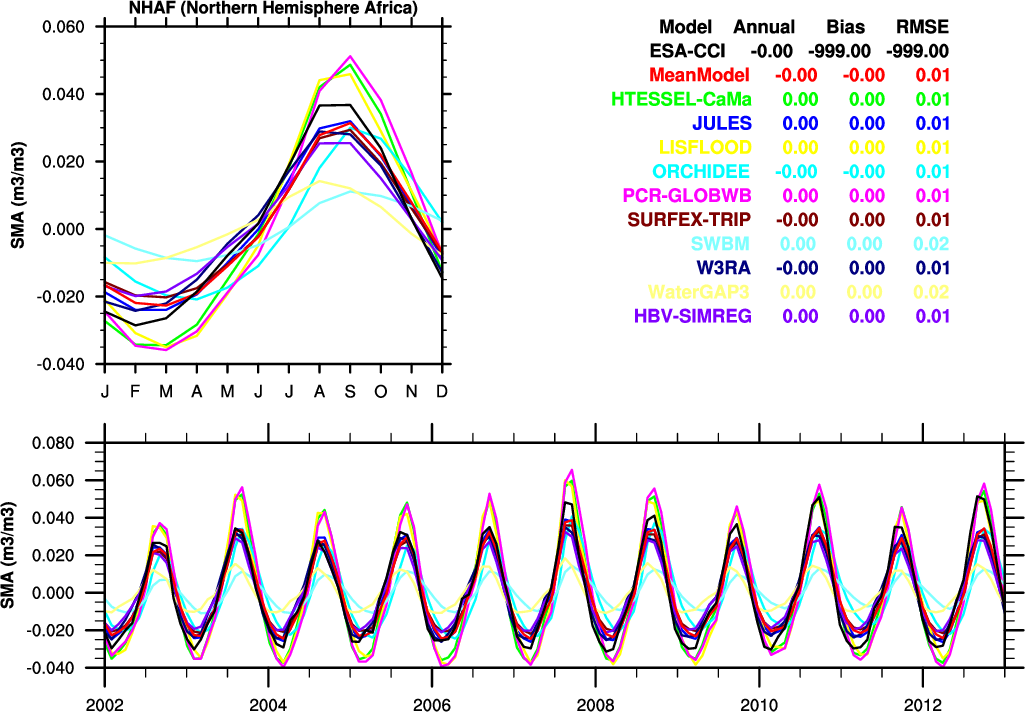 NHAF (Northern Hemisphere Africa)
0.060
0.040
0.020
0.000
-0.020
-0.040
SMA (m3/m3)
J F M A M J J A S O N D
Model Annual Bias RMSE
ESA-CCI -0.00 -999.00 -999.00
MeanModel -0.00 -0.00 0.01
HTESSEL-CaMa 0.00 0.00 0.01
JULES 0.00 0.00 0.01
LISFLOOD 0.00 0.00 0.01
ORCHIDEE -0.00 -0.00 0.01
PCR-GLOBWB 0.00 0.00 0.01
SURFEX-TRIP -0.00 0.00 0.01
SWBM 0.00 0.00 0.02
W3RA -0.00 0.00 0.01
WaterGAP3 0.00 0.00 0.02
HBV-SIMREG 0.00 0.00 0.01
0.080
0.060
0.040
0.020
0.000
-0.020
-0.040
SMA (m3/m3)
2002 2004 2006 2008 2010 2012